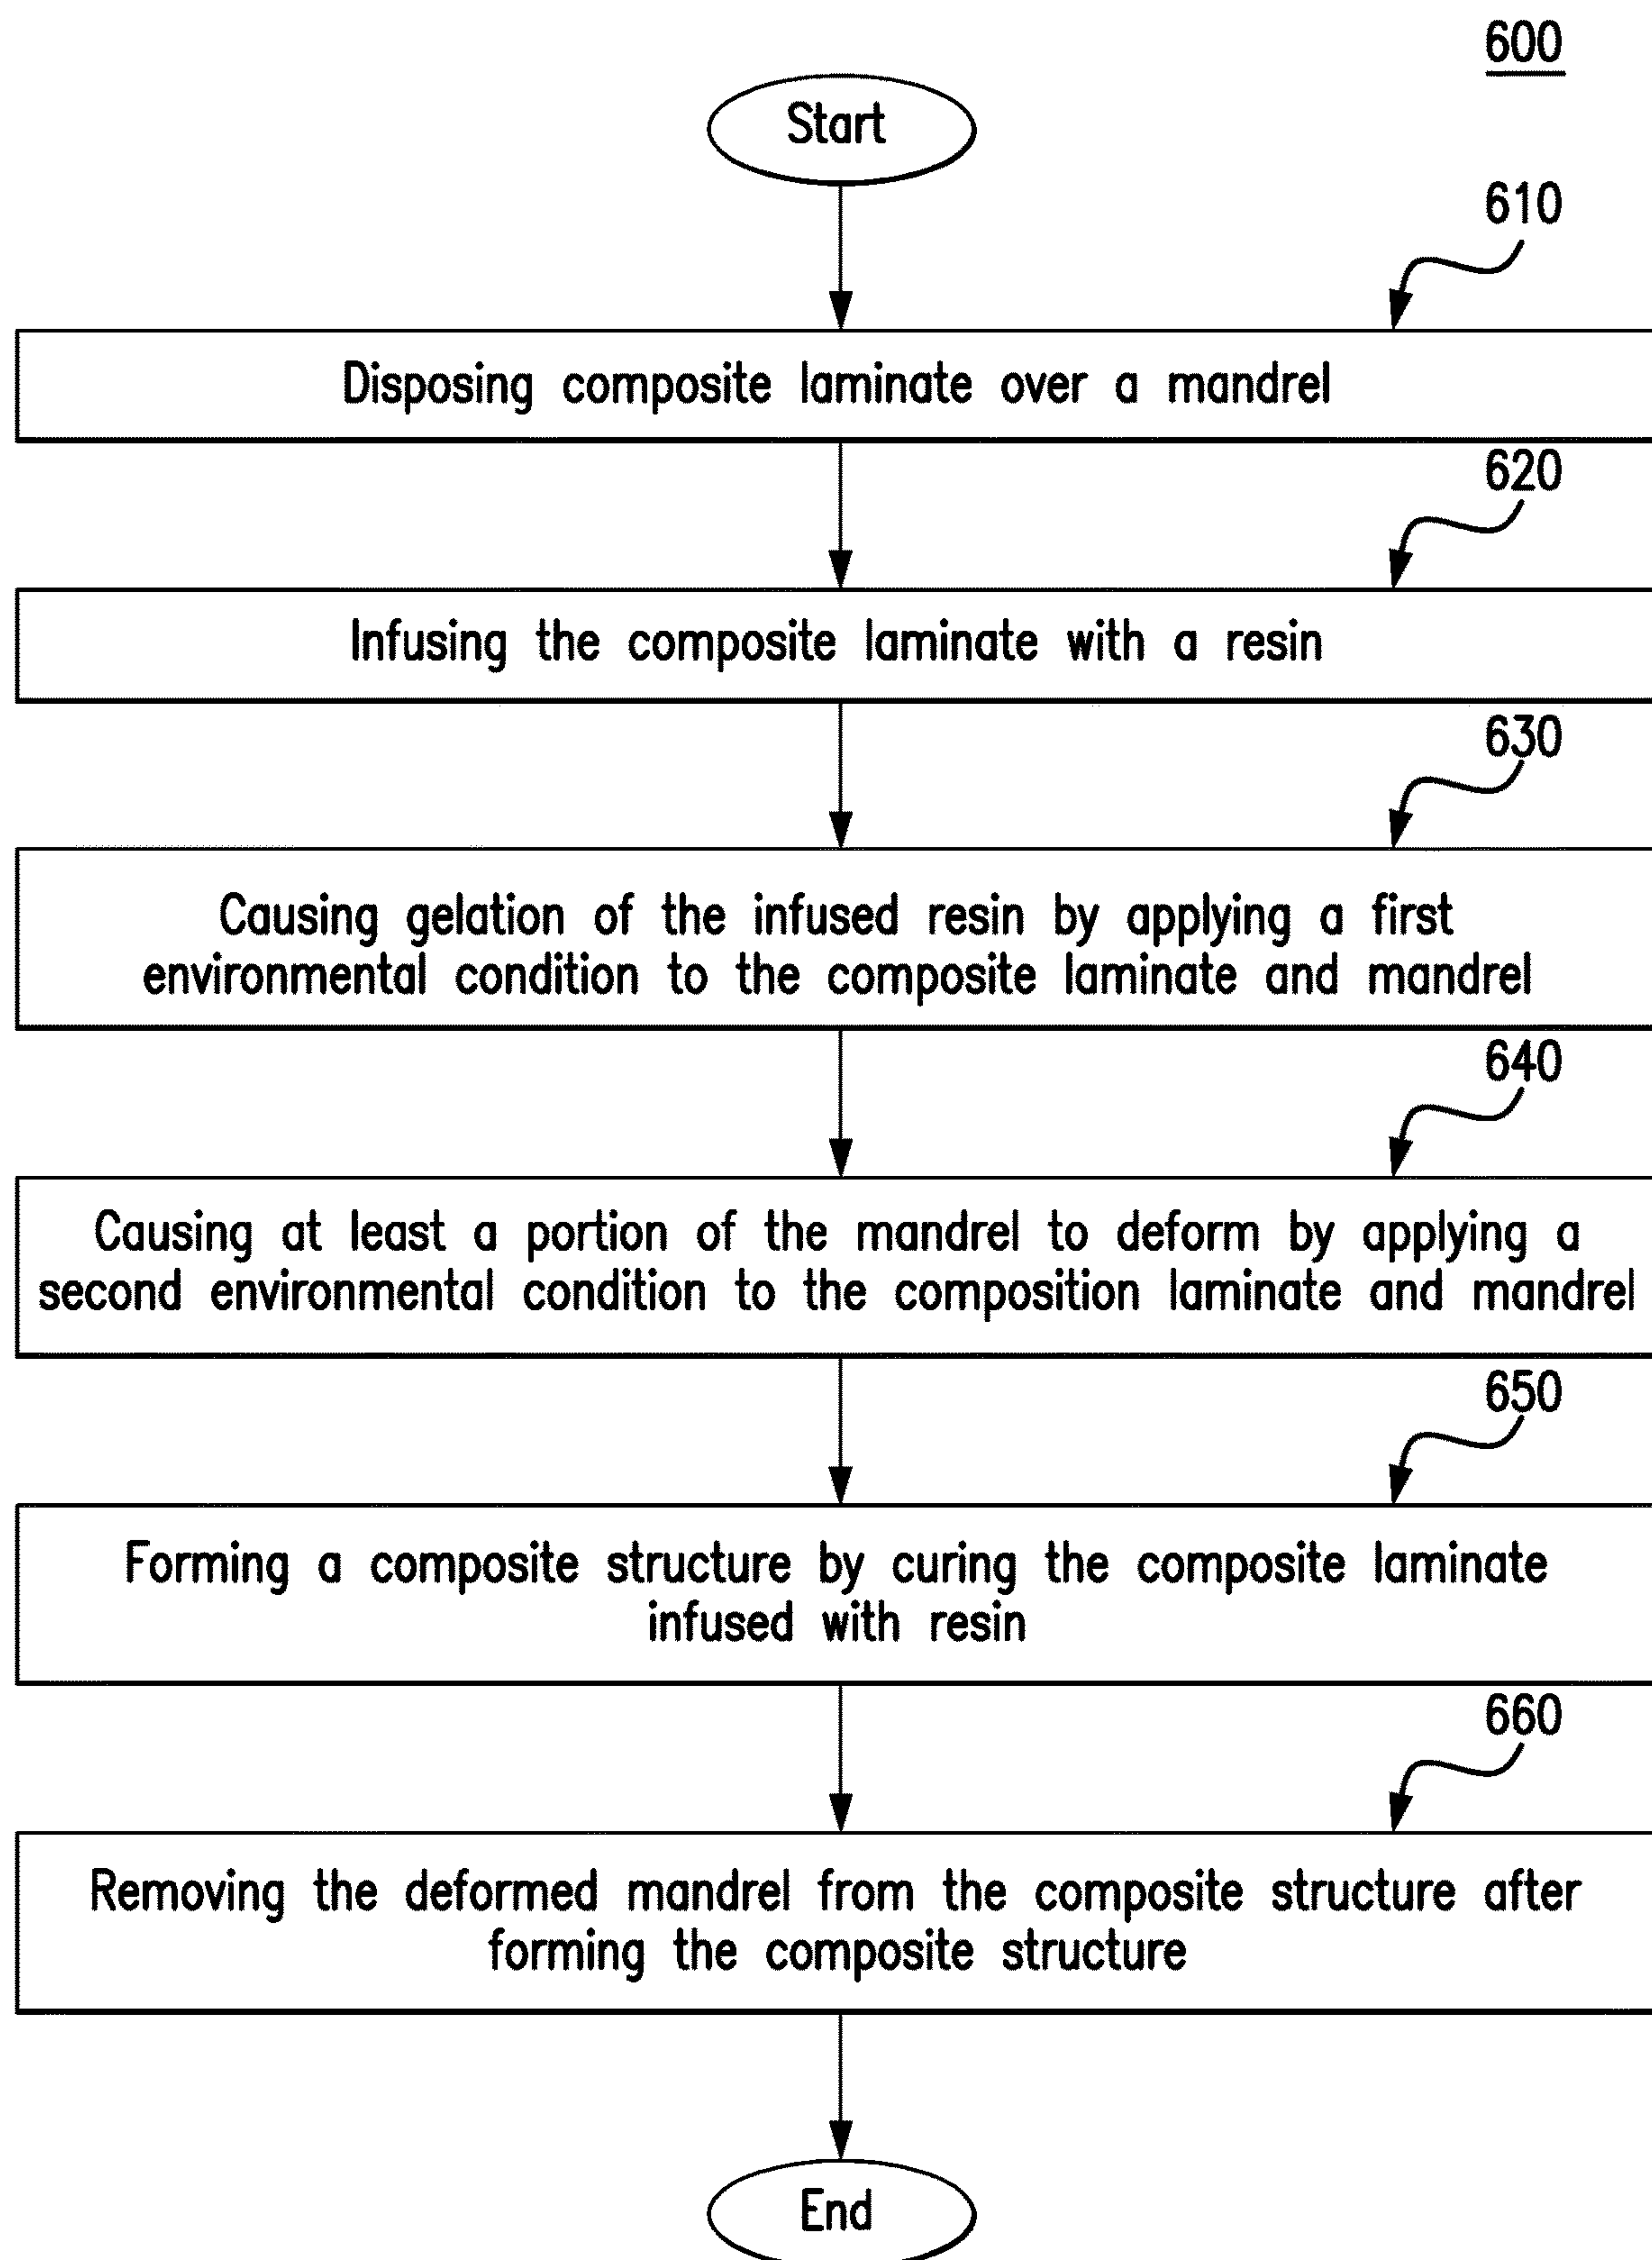 600
Start
610
Disposing composite laminate over a mandrel
620
Infusing the composite laminate with a resin
630
Causing gelation of the infused resin by applying a first
environmental condition to the composite laminate and mandrel
640
Causing at least a portion of the mandrel to deform by applying a
second environmental condition to the composition laminate and mandrel
650
Forming a composite structure by curing the composite laminate
infused with resin
660
Removing the deformed mandrel from the composite structure after
forming the composite structure
End